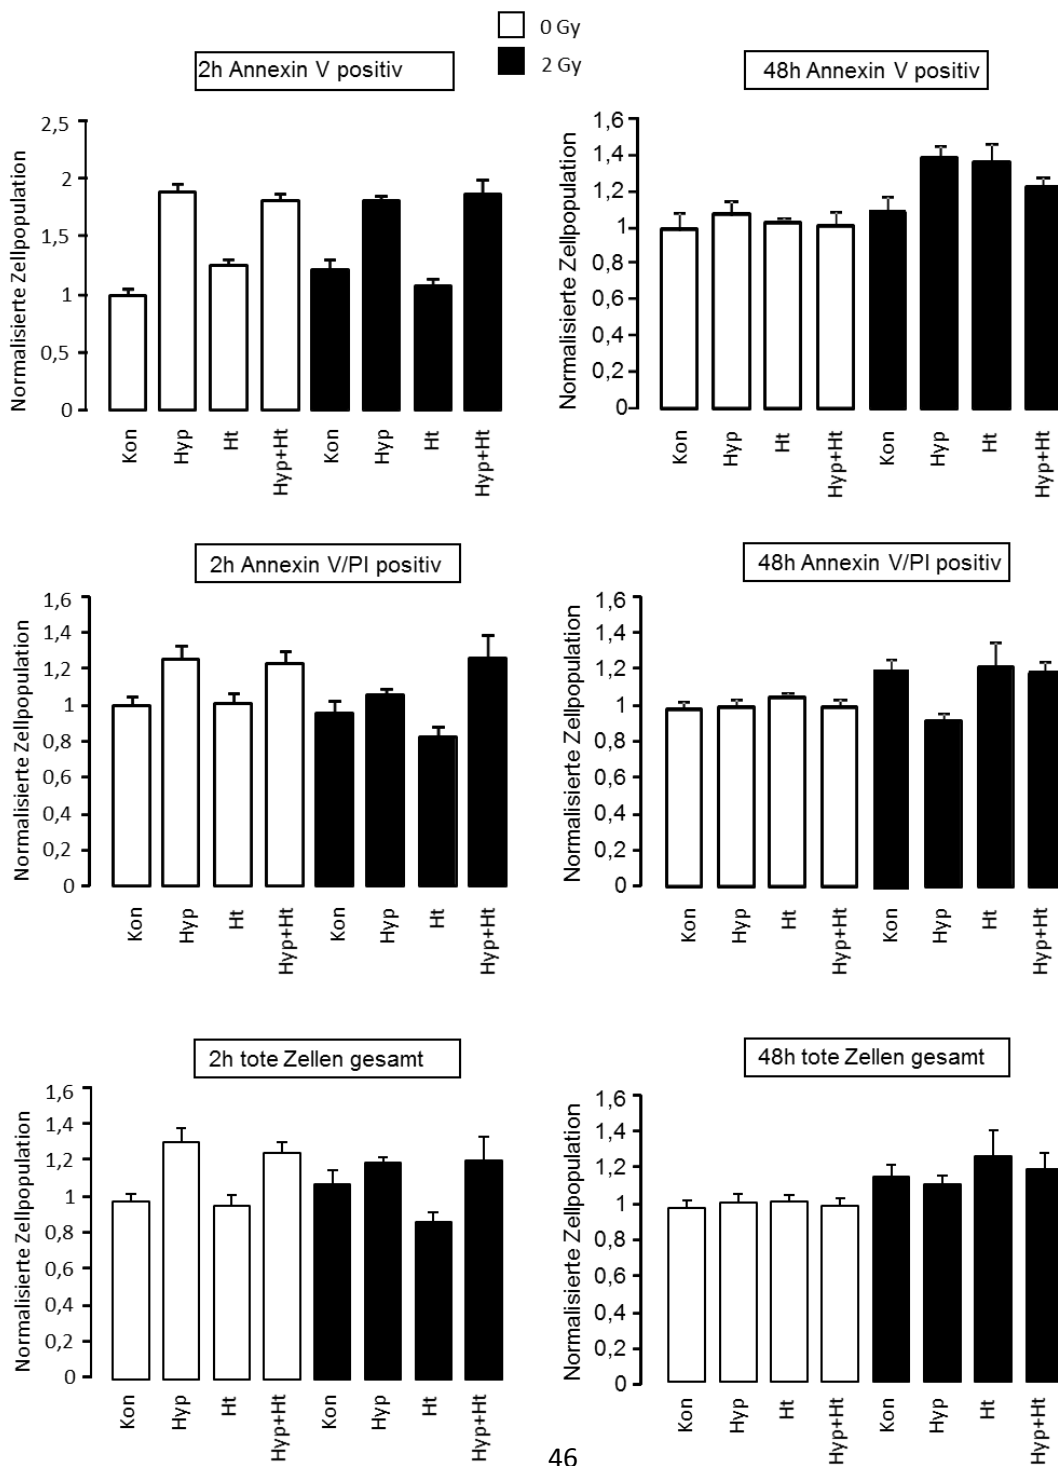 0 Gy
2 Gy
2h Annexin V positiv
Normalisierte Zellpopulation
2,5
2
1,5
1
0,5
0
Kon Hyp Ht Hyp+Ht Kon Hyp Ht Hyp+Ht
48h Annexin V positiv
Normalisierte Zellpopulation
1,6
1,4
1,2
1
0,8
0,6
0,4
0,2
0
Kon Hyp Ht Hyp+Ht Kon Hyp Ht Hyp+Ht
2h Annexin V/PI positiv
Normalisierte Zellpopulation
1,6
1,4
1,2
1
0,8
0,6
0,4
0,2
0
Kon Hyp Ht Hyp+Ht Kon Hyp Ht Hyp+Ht
48h Annexin V/PI positiv
Normalisierte Zellpopulation
1,6
1,4
1,2
1
0,8
0,6
0,4
0,2
0
Kon Hyp Ht Hyp+Ht Kon Hyp Ht Hyp+Ht
2h tote Zellen gesamt
Normalisierte Zellpopulation
1,6
1,4
1,2
1
0,8
0,6
0,4
0,2
0
Kon Hyp Ht Hyp+Ht Kon Hyp Ht Hyp+Ht
48h tote Zellen gesamt
Normalisierte Zellpopulation
1,6
1,4
1,2
1
0,8
0,6
0,4
0,2
0
Kon Hyp Ht Hyp+Ht Kon Hyp Ht Hyp+Ht
46